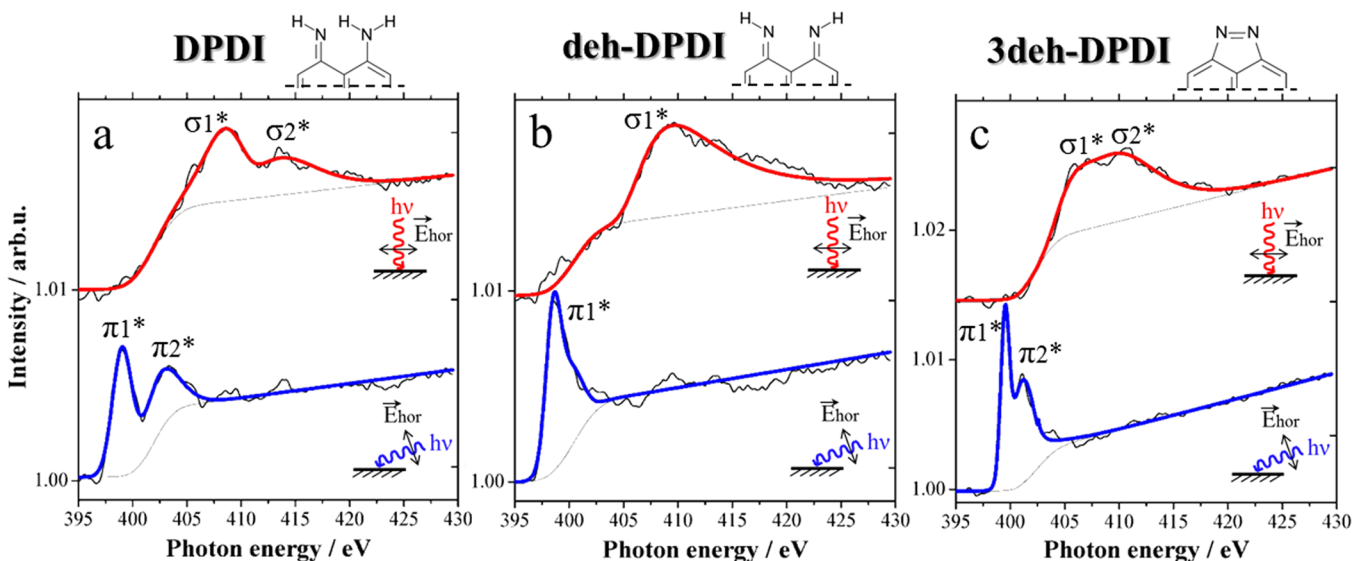 DPDI
H H H
N N
deh-DPDI
H H
N N
3deh-DPDI
N=N
Intensity / arb.u.
a
σ1*
σ2*
hν
Ehor
1.01
π1*
π2*
Ehor
hν
1.00
395 400 405 410 415 420 425 430
Photon energy / eV
b
σ1*
hν
Ehor
1.01
π1*
Ehor
hν
1.00
395 400 405 410 415 420 425 430
Photon energy / eV
c
σ1* σ2*
hν
Ehor
1.02
π1*
π2*
1.01
Ehor
hν
1.00
395 400 405 410 415 420 425 430
Photon energy / eV